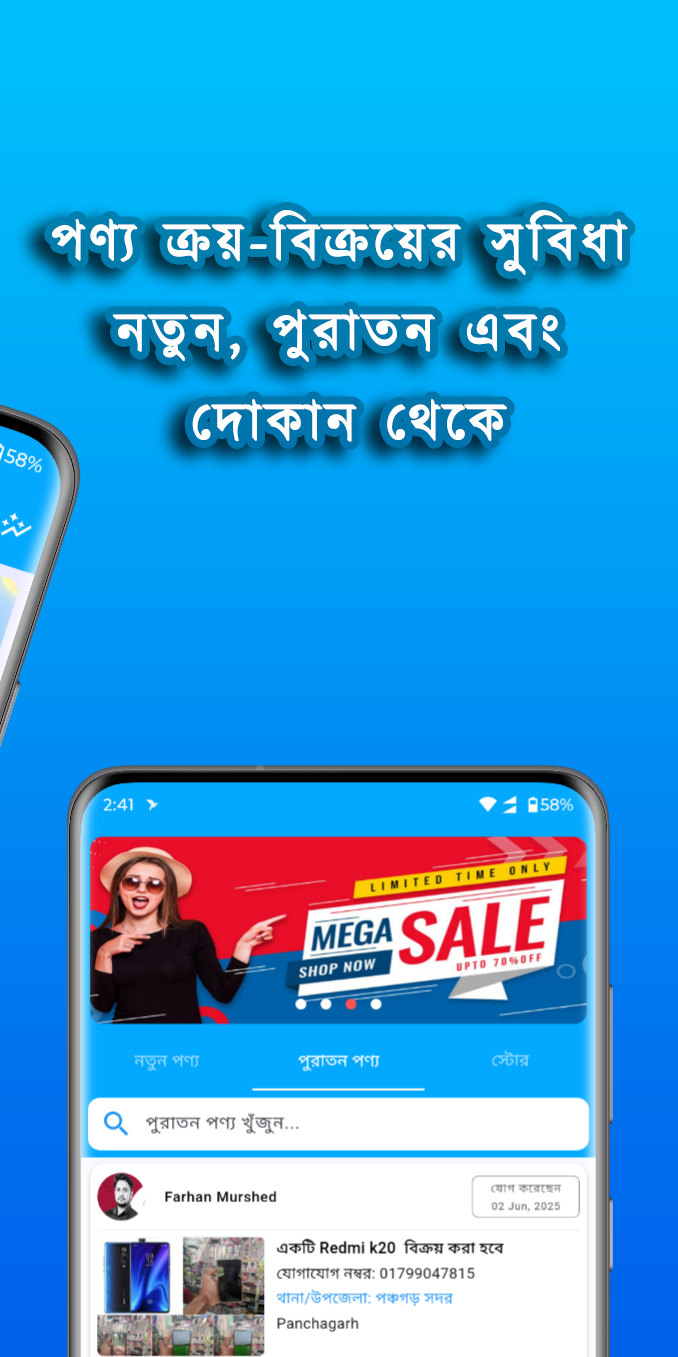 পণ্য ক্রয়-বিক্রয়ের সুবিধা
নতুন, পুরাতন এবং
দোকান থেকে
58%
2:41
58%
LIMITED TIME ONLY
MEGA SALE
SHOP NOW
UPTO 70%OFF
নতুন পণ্য
পুরাতন পণ্য
স্টোর
পুরাতন পণ্য খুঁজুন...
Farhan Murshed
যোগ করেছেন
02 Jun, 2025
একটি Redmi k20 বিক্রয় করা হবে
যোগাযোগ নম্বর: 01799047815
থানা/উপজেলা: পঞ্চগড় সদর
Panchagarh